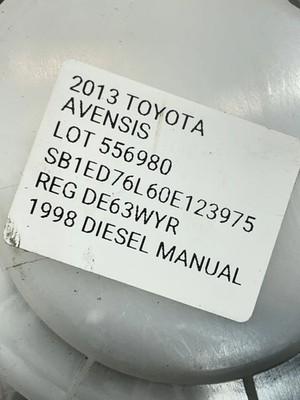 2013 TOYOTA
AVENSIS
LOT 556980
SB1ED76L60E123975
REG DE63WYR
1998 DIESEL MANUAL